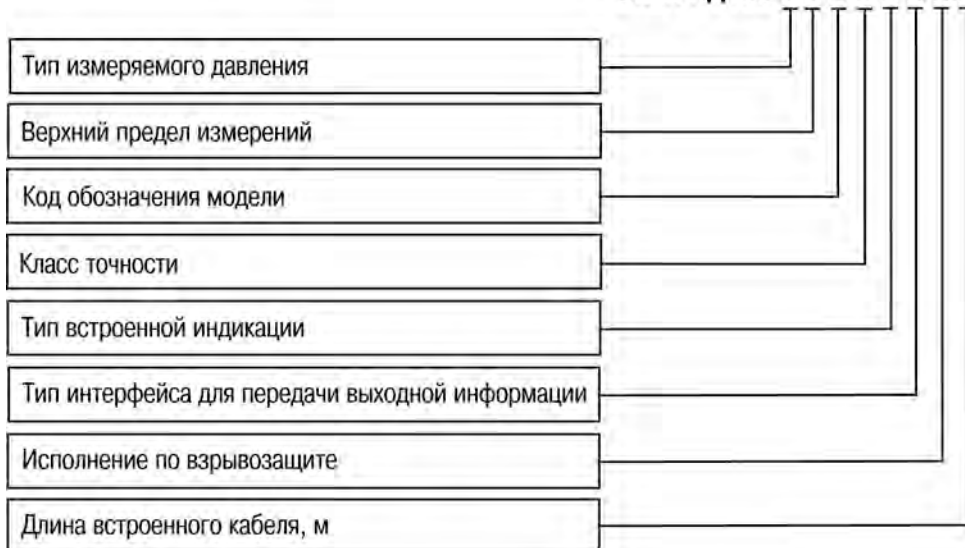 Тип измеряемого давления
Верхний предел измерений
Код обозначения модели
Класс точности
Тип встроенной индикации
Тип интерфейса для передачи выходной информации
Исполнение по взрывозащите
Длина встроенного кабеля, м